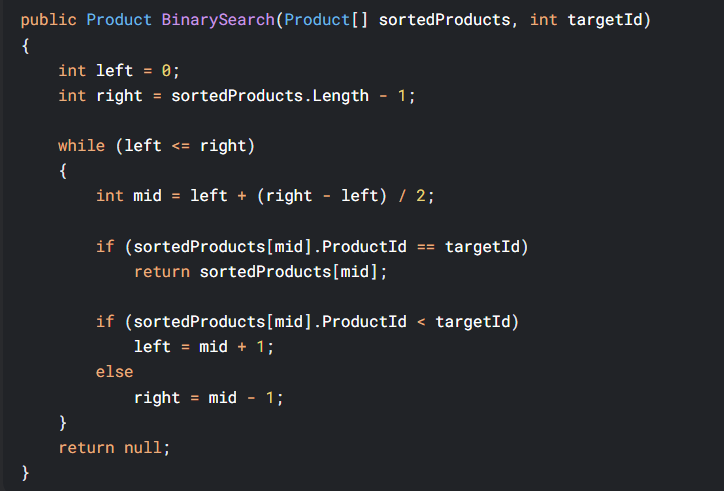 public Product BinarySearch(Product[] sortedProducts, int targetId)
{
    int left = 0;
    int right = sortedProducts.Length - 1;

    while (left <= right)
    {
        int mid = left + (right - left) / 2;

        if (sortedProducts[mid].ProductId == targetId)
            return sortedProducts[mid];

        if (sortedProducts[mid].ProductId < targetId)
            left = mid + 1;
        else
            right = mid - 1;
    }
    return null;
}